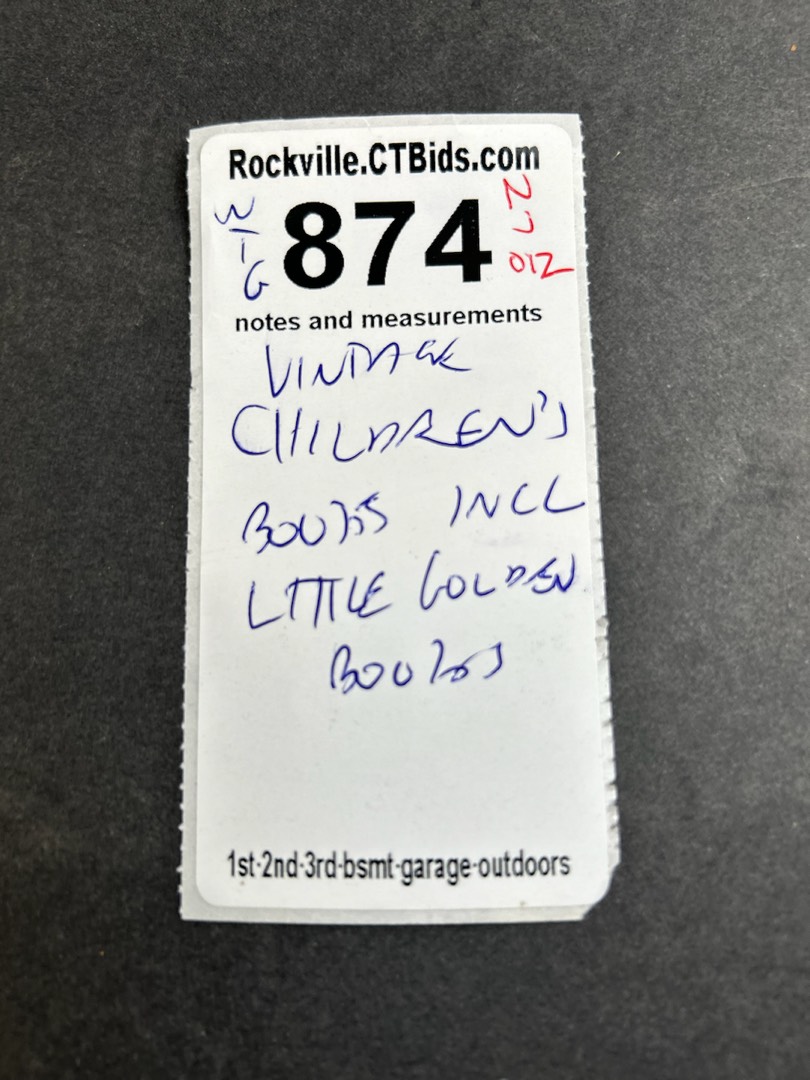 Rockville.CTBids.com
874
notes and measurements
VINTAGE
CHILDREN'S
BOOKS INCL
LITTLE GOLDEN
BOOKS
1st-2nd-3rd-bsmt-garage-outdoors